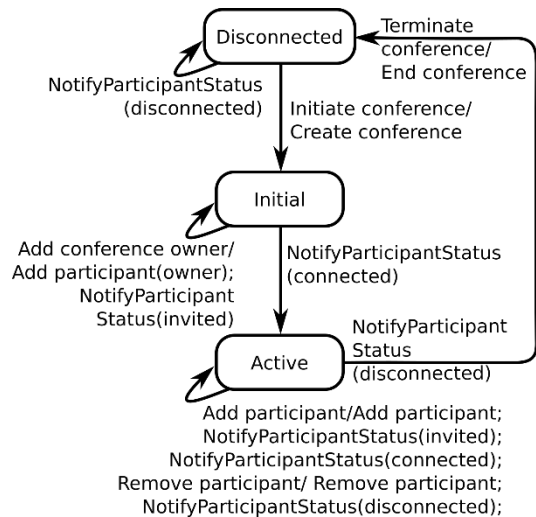 Disconnected
Terminate
conference/
End conference
NotifyParticipantStatus
(disconnected)
Initiate conference/
Create conference
Initial
Add conference owner/
Add participant(owner);
NotifyParticipant
Status(invited)
NotifyParticipantStatus
(connected)
NotifyParticipant
Status
(disconnected)
Active
Add participant/Add participant;
NotifyParticipantStatus(invited);
NotifyParticipantStatus(connected);
Remove participant/ Remove participant;
NotifyParticipantStatus(disconnected);